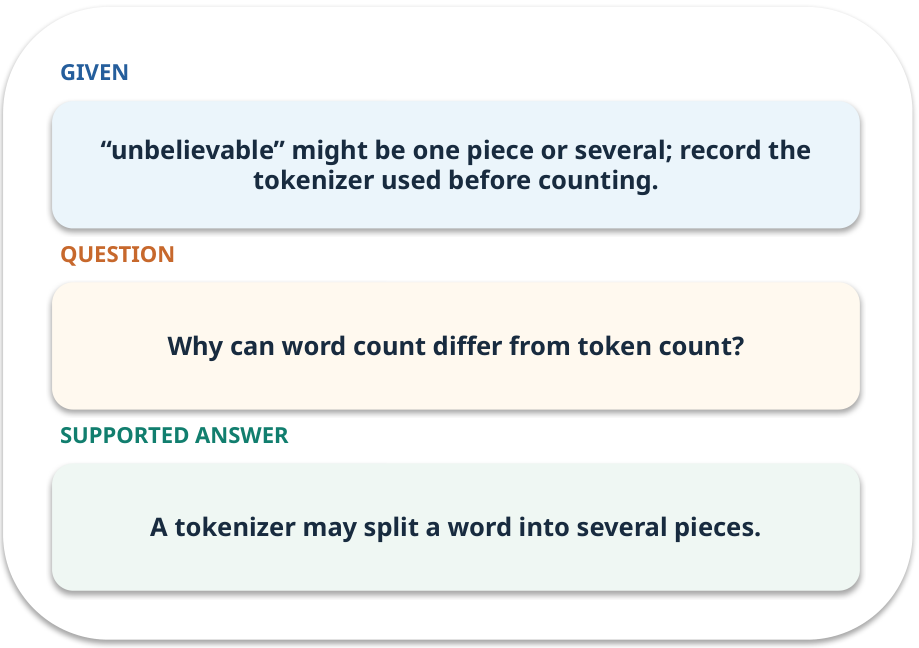 GIVEN
“unbelievable” might be one piece or several; record the
tokenizer used before counting.
QUESTION
Why can word count differ from token count?
SUPPORTED ANSWER
A tokenizer may split a word into several pieces.